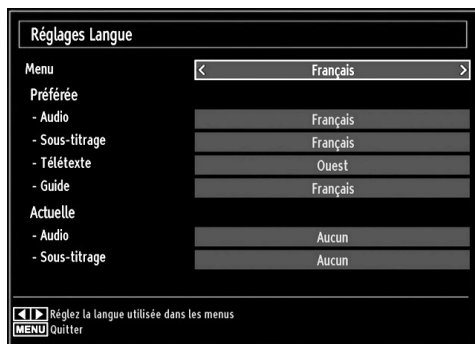 Réglages Langue
Menu < Français >
Préférée
- Audio Français
- Sous-titrage Français
- Télétexte Ouest
- Guide Français
Actuelle
- Audio Aucun
- Sous-titrage Aucun
Réglez la langue utilisée dans les menus
MENU Quitter